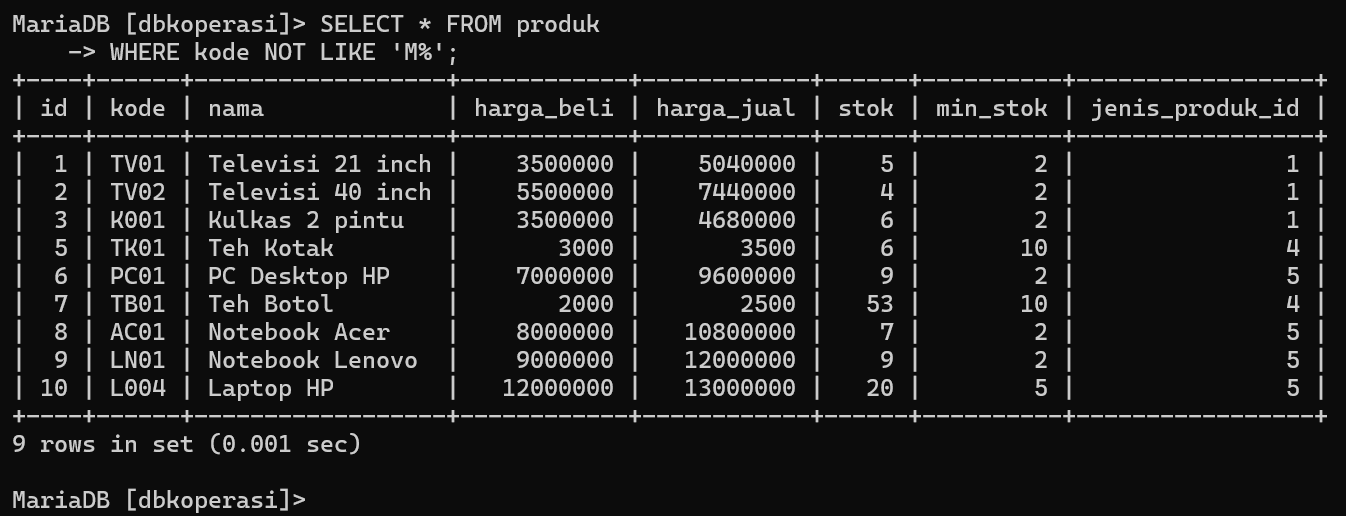 MariaDB [dbkoperasi]> SELECT * FROM produk
    -> WHERE kode NOT LIKE 'M%';
+----+------+------------------+------------+------------+------+----------+-----------------+
| id | kode | nama             | harga_beli | harga_jual | stok | min_stok | jenis_produk_id |
+----+------+------------------+------------+------------+------+----------+-----------------+
|  1 | TV01 | Televisi 21 inch |    3500000 |    5040000 |    5 |        2 |               1 |
|  2 | TV02 | Televisi 40 inch |    5500000 |    7440000 |    4 |        2 |               1 |
|  3 | K001 | Kulkas 2 pintu   |    3500000 |    4680000 |    6 |        2 |               1 |
|  5 | TK01 | Teh Kotak        |       3000 |       3500 |    6 |       10 |               4 |
|  6 | PC01 | PC Desktop HP    |    7000000 |    9600000 |    9 |        2 |               5 |
|  7 | TB01 | Teh Botol        |       2000 |       2500 |   53 |       10 |               4 |
|  8 | AC01 | Notebook Acer    |    8000000 |   10800000 |    7 |        2 |               5 |
|  9 | LN01 | Notebook Lenovo  |    9000000 |   12000000 |    9 |        2 |               5 |
| 10 | L004 | Laptop HP        |   12000000 |   13000000 |   20 |        5 |               5 |
+----+------+------------------+------------+------------+------+----------+-----------------+
9 rows in set (0.001 sec)
MariaDB [dbkoperasi]>